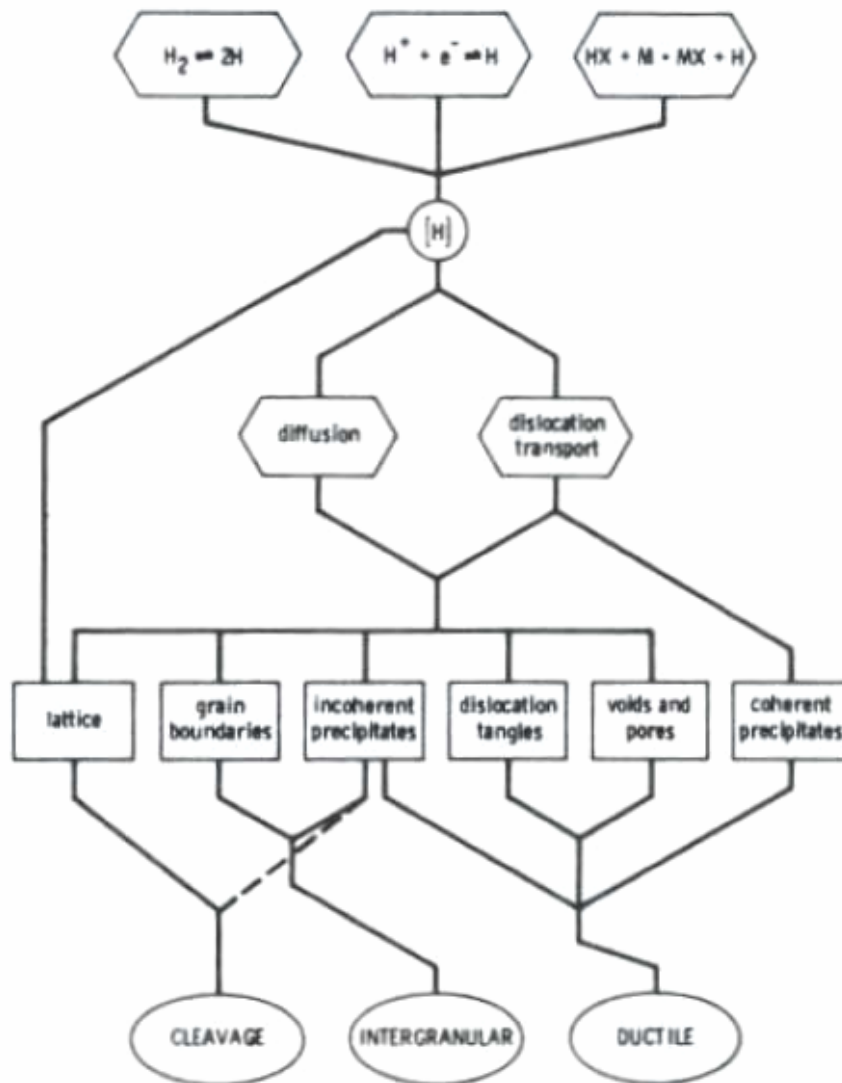 H₂ ⇌ 2H
H⁺ + e⁻ ⇌ H
HX + M - MX + H
[H]
diffusion
dislocation
transport
lattice
grain
boundaries
incoherent
precipitates
dislocation
tangles
voids and
pores
coherent
precipitates
CLEAVAGE
INTERGRANULAR
DUCTILE